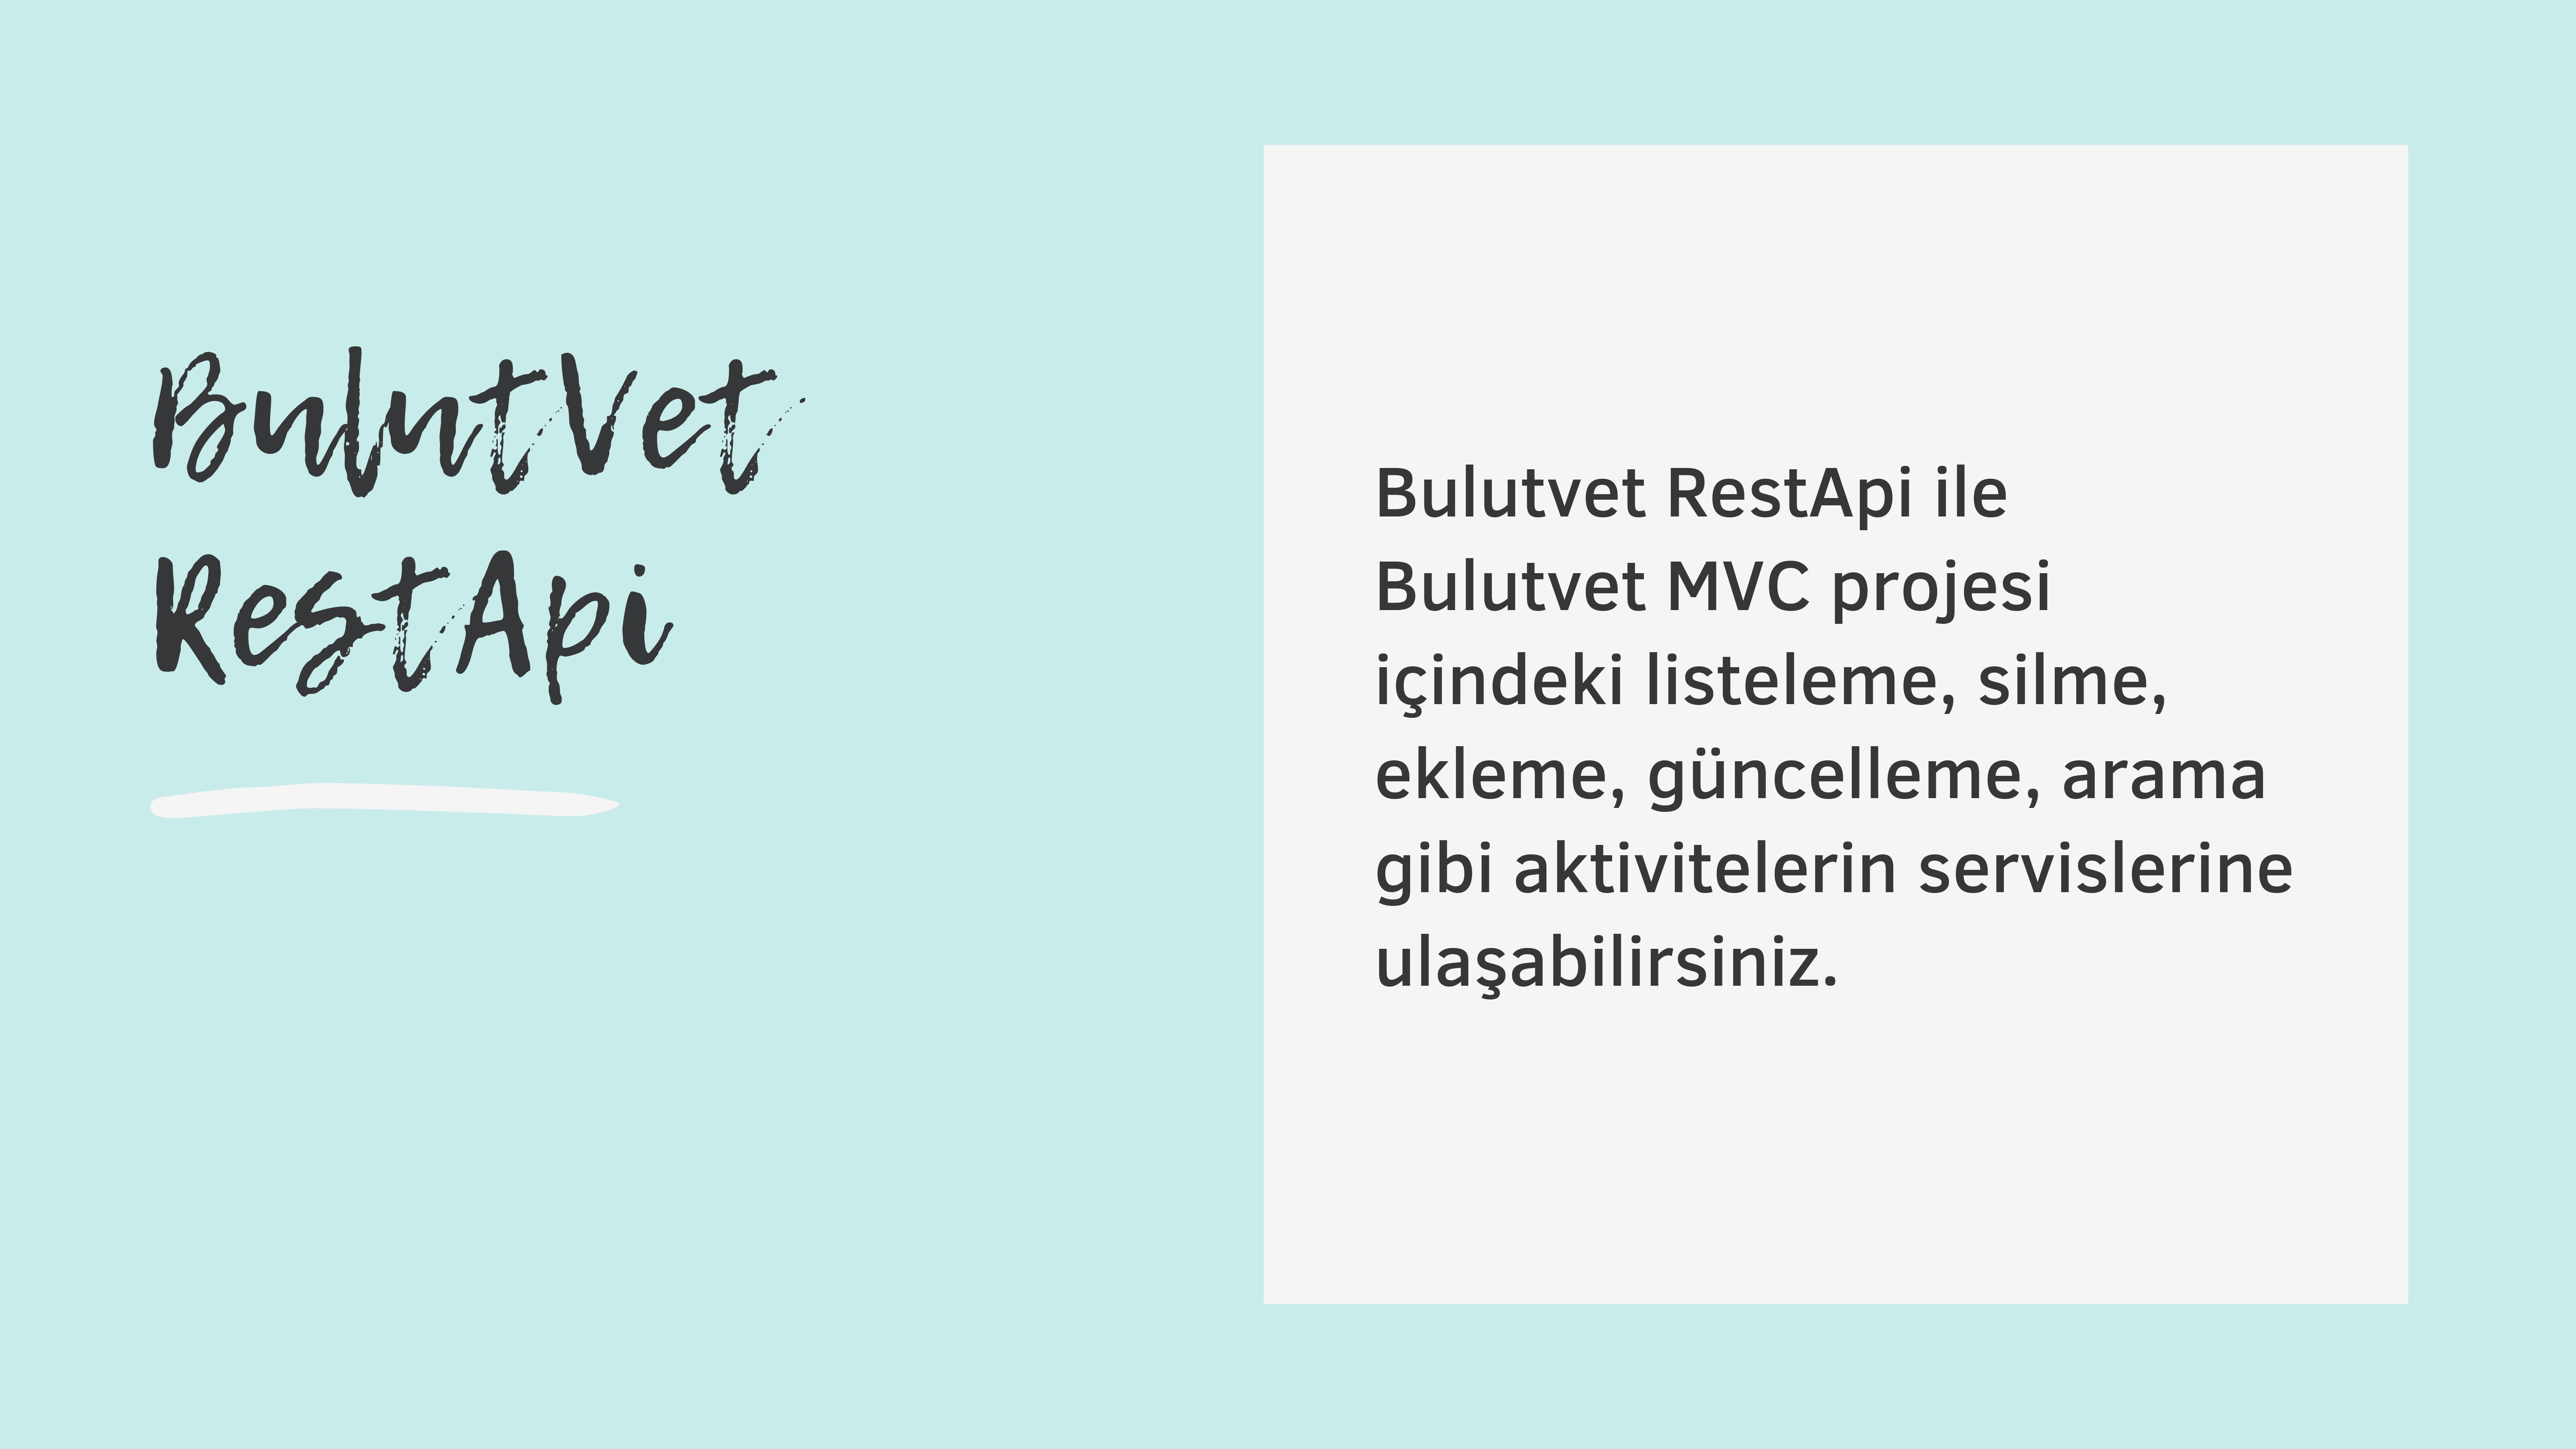 BulutVet
RestApi
Bulutvet RestApi ile
Bulutvet MVC projesi
içindeki listeleme, silme,
ekleme, güncelleme, arama
gibi aktivitelerin servislerine
ulaşabilirsiniz.